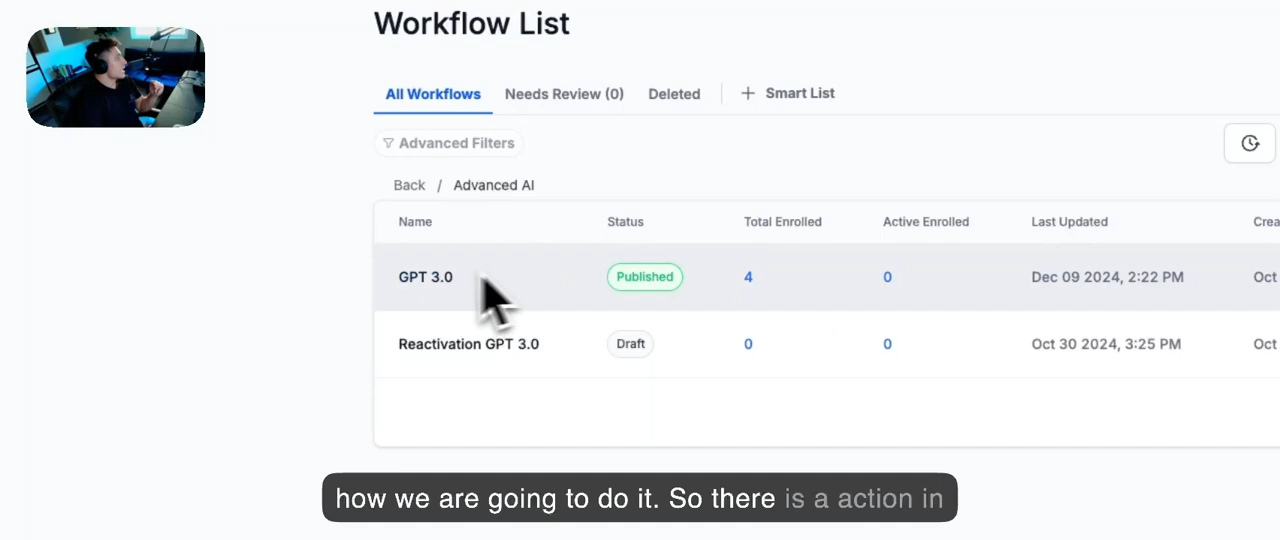 Workflow List
All Workflows Needs Review (0) Deleted + Smart List
Advanced Filters
Back / Advanced AI
Name Status Total Enrolled Active Enrolled Last Updated Crea
GPT 3.0 Published 4 0 Dec 09 2024, 2:22 PM Oct
Reactivation GPT 3.0 Draft 0 0 Oct 30 2024, 3:25 PM Oct
how we are going to do it. So there is a action in